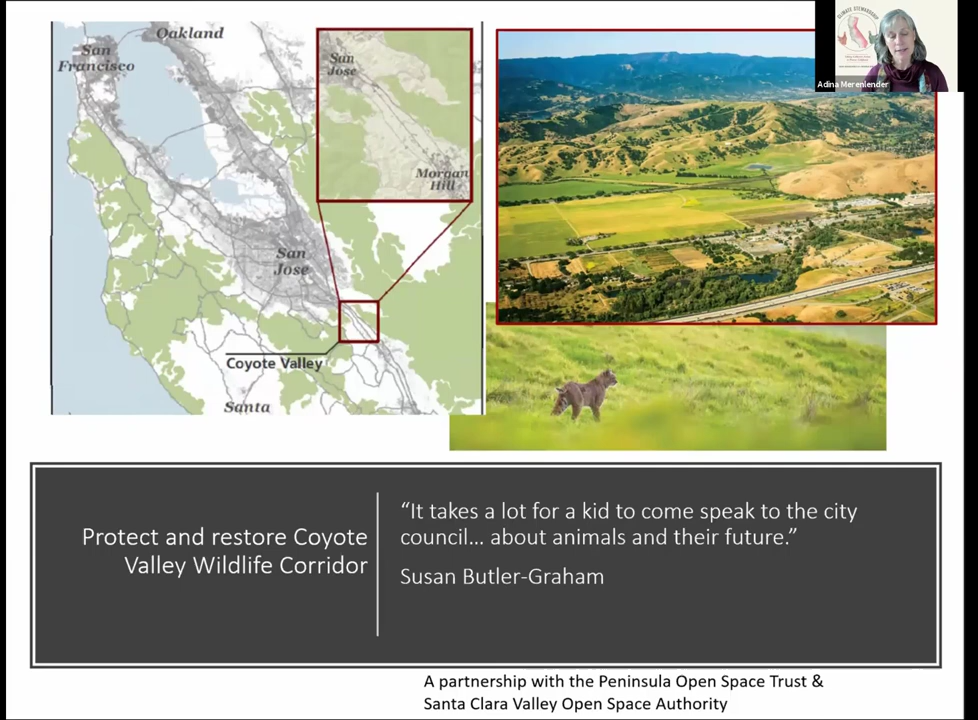 San
Francisco
Oakland
San
Jose
Morgan
Hill
San
Jose
Coyote Valley
Santa
CLIMATE STEWARDSHIP
Adina Merenlender
Protect and restore Coyote
Valley Wildlife Corridor
“It takes a lot for a kid to come speak to the city
council... about animals and their future.”
Susan Butler-Graham
A partnership with the Peninsula Open Space Trust &
Santa Clara Valley Open Space Authority